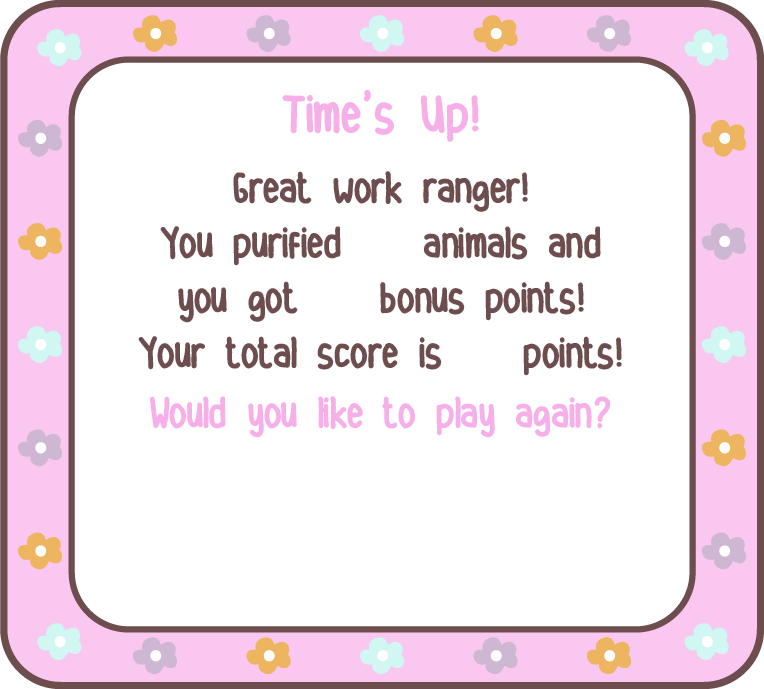 Time's Up!
Great work ranger!
You purified animals and
you got bonus points!
Your total score is points!
Would you like to play again?